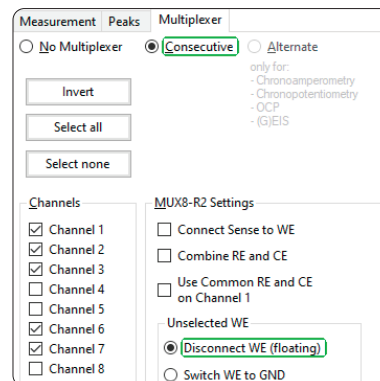 Measurement Peaks Multiplexer
No Multiplexer Consecutive Alternate
only for:
- Chronoamperometry
- Chronopotentiometry
- OCP
- (G)EIS
Invert
Select all
Select none
Channels
Channel 1
Channel 2
Channel 3
Channel 4
Channel 5
Channel 6
Channel 7
Channel 8
MUX8-R2 Settings
Connect Sense to WE
Combine RE and CE
Use Common RE and CE
on Channel 1
Unselected WE
Disconnect WE (floating)
Switch WE to GND